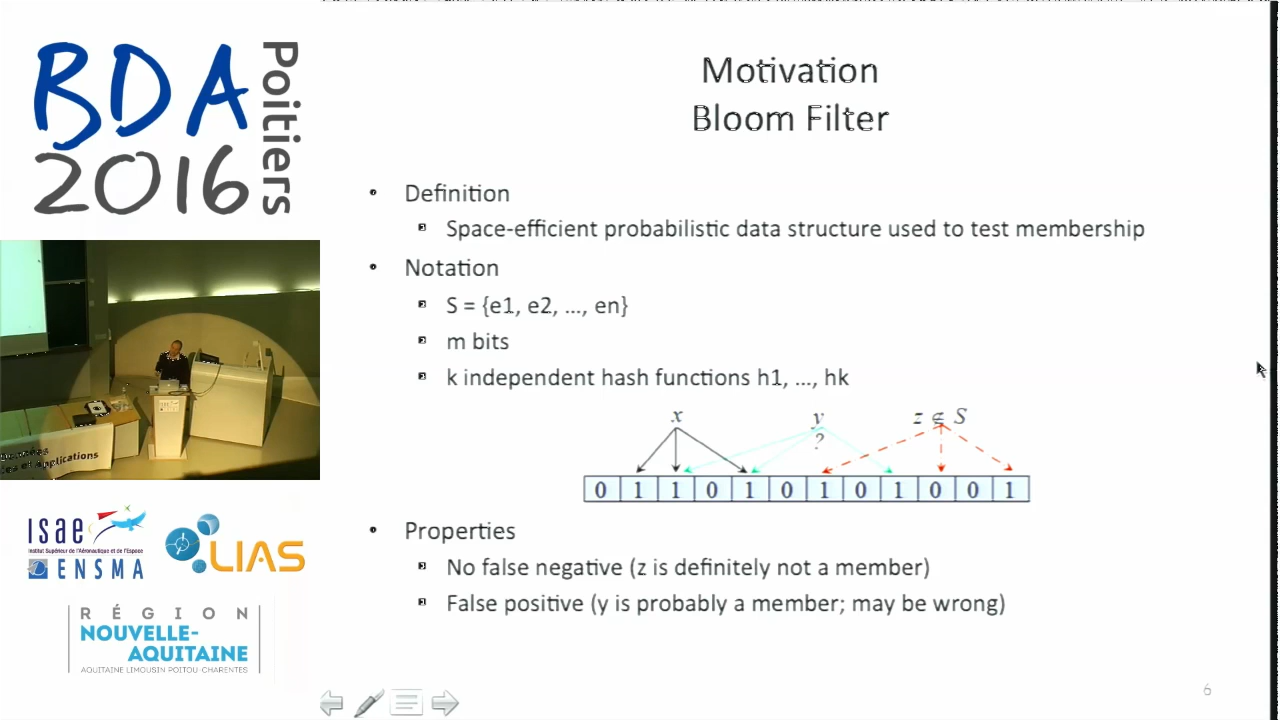 BDA
2016
Poitiers
Motivation
Bloom Filter
Definition
Space-efficient probabilistic data structure used to test membership
Notation
S = {e1, e2, ..., en}
m bits
k independent hash functions h1, ..., hk
x y z ∉ S
?
0 1 1 0 1 0 1 0 1 0 0 1
Properties
No false negative (z is definitely not a member)
False positive (y is probably a member; may be wrong)
6
et Applications
isae
Institut Supérieur de l'Aéronautique et de l'Espace
ENSMA
LIAS
RÉGION
NOUVELLE-
AQUITAINE
AQUITAINE LIMOUSIN POITOU-CHARENTES